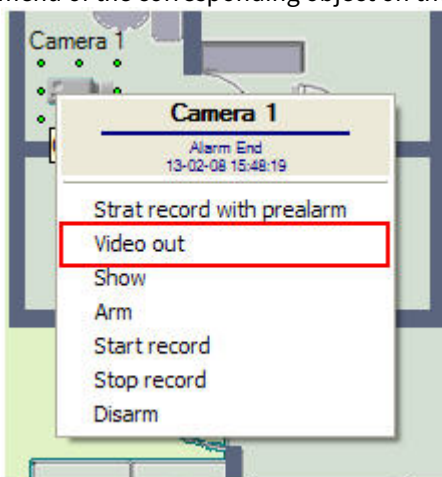 menu of the corresponding object on th
Camera 1
Camera 1
Alarm End
13-02-08 15:48:19
Strat record with prealarm
Video out
Show
Arm
Start record
Stop record
Disarm